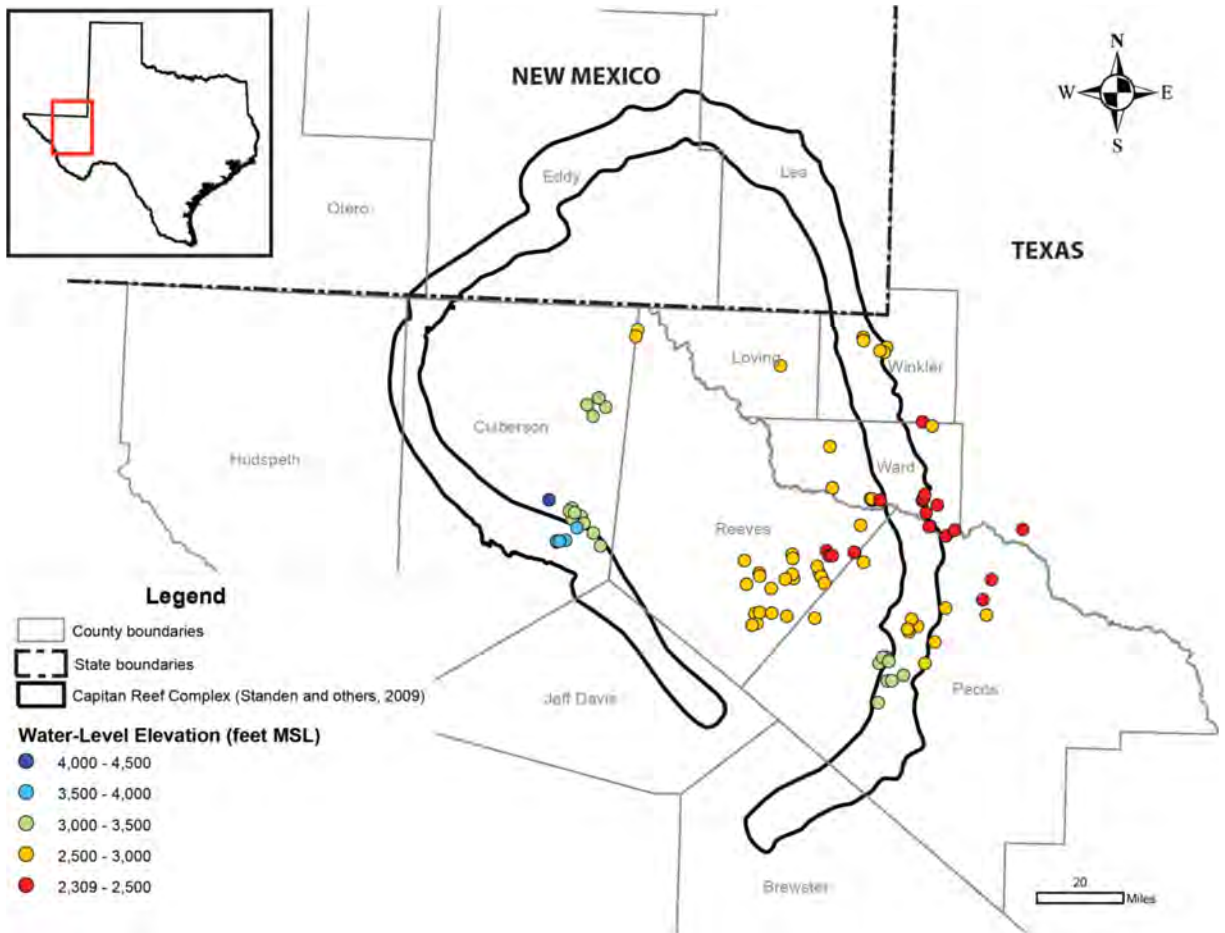 NEW MEXICO
N
W
E
S
Eddy
Lea
Otero
TEXAS
Loving
Winkler
Culberson
Hudspeth
Ward
Reeves
Legend
County boundaries
State boundaries
Capitan Reef Complex (Standen and others, 2009)
Jeff Davis
Pecos
Water-Level Elevation (feet MSL)
4,000 - 4,500
3,500 - 4,000
3,000 - 3,500
2,500 - 3,000
2,309 - 2,500
Brewster
20
Miles